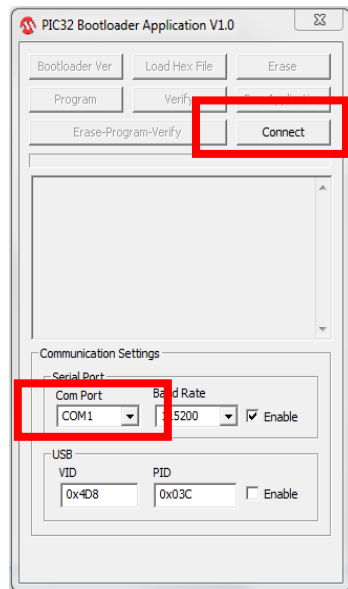 PIC32 Bootloader Application V1.0
Bootloader Ver Load Hex File Erase
Program Verify
Erase-Program-Verify Connect
Communication Settings
Serial Port
Com Port Baud Rate
COM1 115200 Enable
USB
VID PID
0x4D8 0x03C Enable